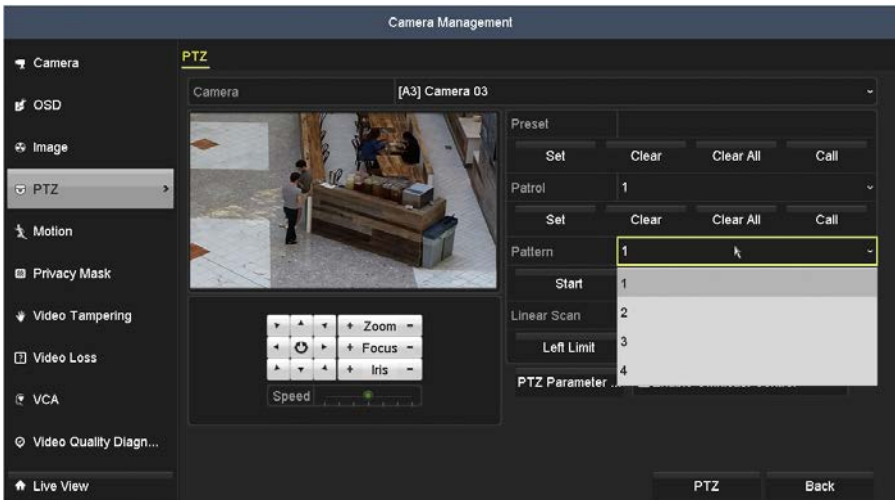 Camera Management
Camera
OSD
Image
PTZ
Motion
Privacy Mask
Video Tampering
Video Loss
VCA
Video Quality Diagn...
Live View
PTZ
Camera [A3] Camera 03
Preset
Set Clear Clear All Call
Patrol 1
Set Clear Clear All Call
Pattern 1
Start
1
2
3
4
Linear Scan
Left Limit
PTZ Parameter ...
+ Zoom -
+ Focus -
+ Iris -
Speed
PTZ Back